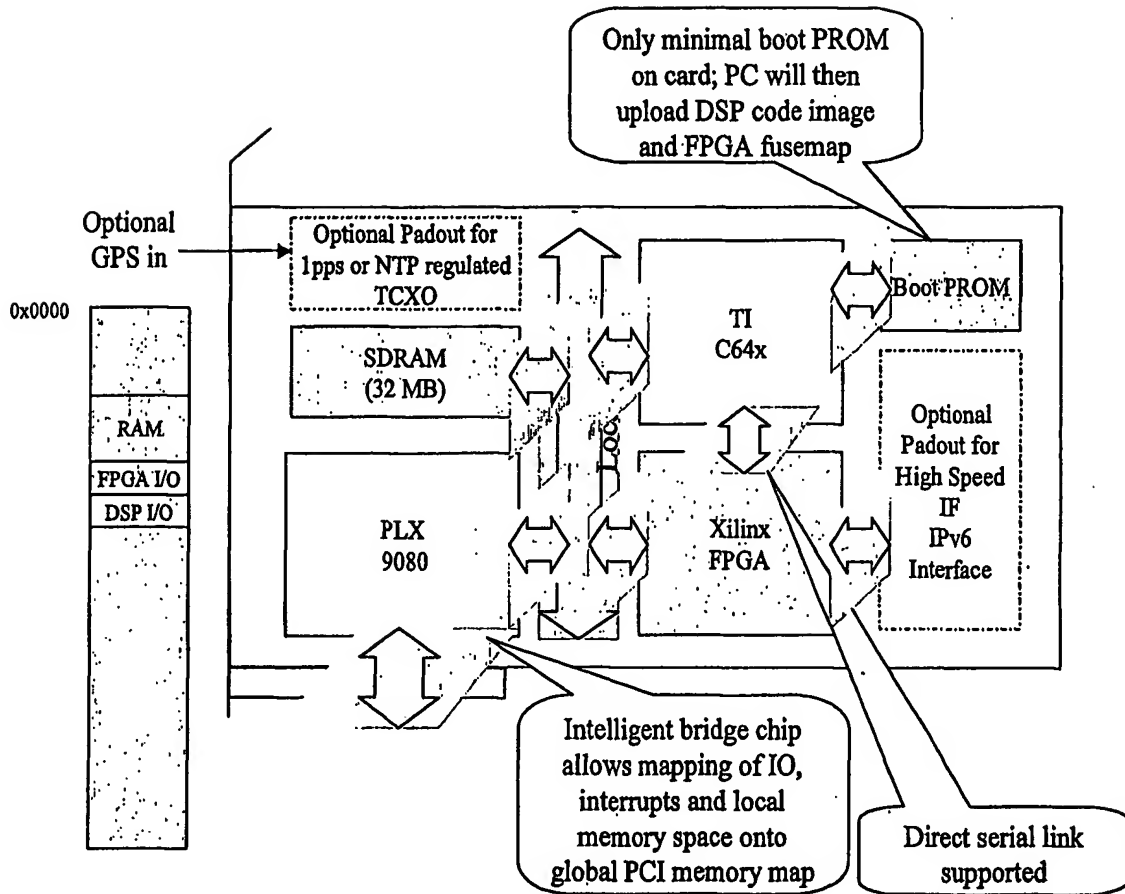 Only minimal boot PROM
on card; PC will then
upload DSP code image
and FPGA fusemap
Optional
GPS in
Optional Padout for
1pps or NTP regulated
TCXO
0x0000
RAM
FPGA I/O
DSP I/O
SDRAM
(32 MB)
PLX
9080
LOC
TI
C64x
Boot PROM
Xilinx
FPGA
Optional
Padout for
High Speed
IF
IPv6
Interface
Intelligent bridge chip
allows mapping of IO,
interrupts and local
memory space onto
global PCI memory map
Direct serial link
supported